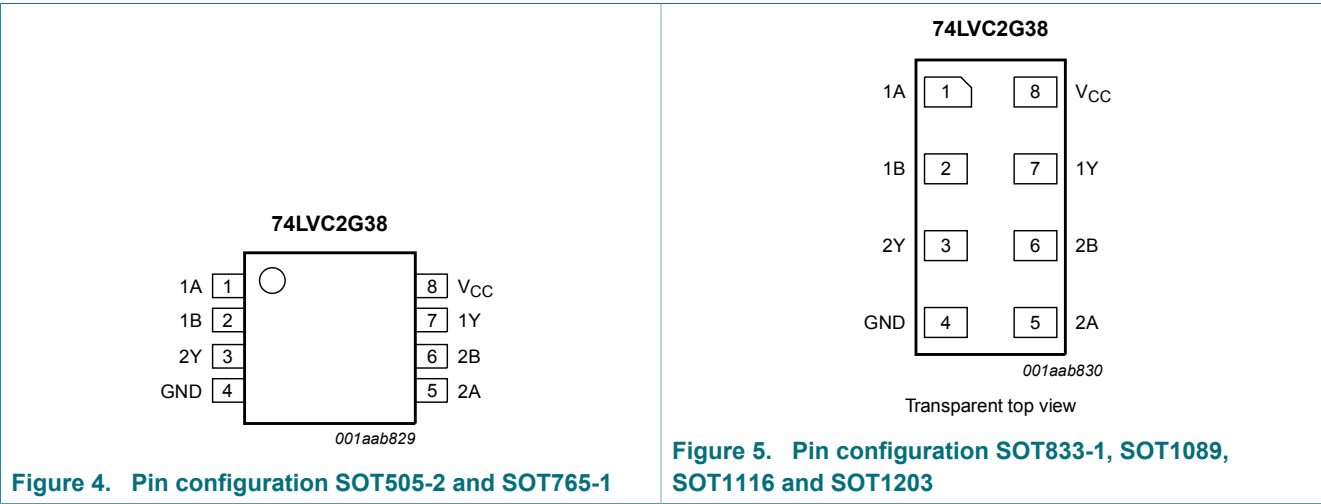 74LVC2G38
1A 1 8 VCC
1B 2 7 1Y
2Y 3 6 2B
GND 4 5 2A
001aab829
Figure 4. Pin configuration SOT505-2 and SOT765-1
74LVC2G38
1A 1 8 VCC
1B 2 7 1Y
2Y 3 6 2B
GND 4 5 2A
001aab830
Transparent top view
Figure 5. Pin configuration SOT833-1, SOT1089,
SOT1116 and SOT1203